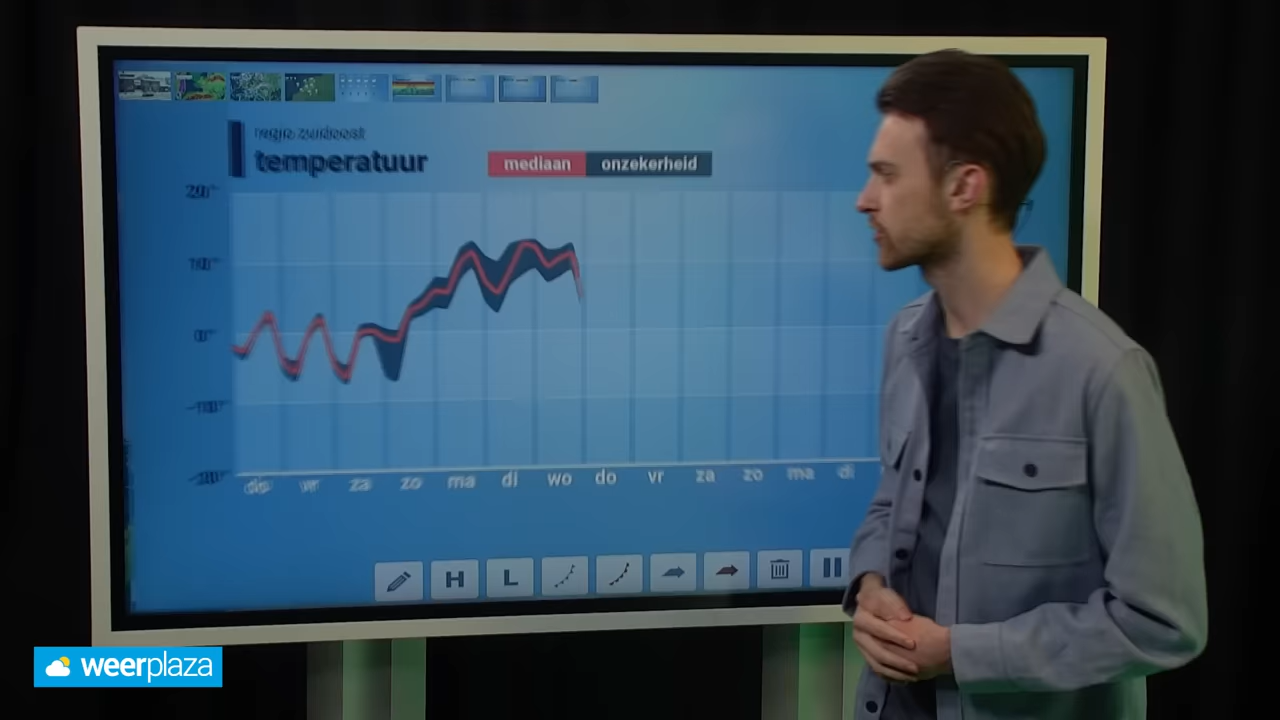 regio zuidoost
temperatuur
mediaan onzekerheid
20°
10°
0°
-10°
-20°
do vr za zo ma di wo do vr za zo ma di
H L
weerplaza